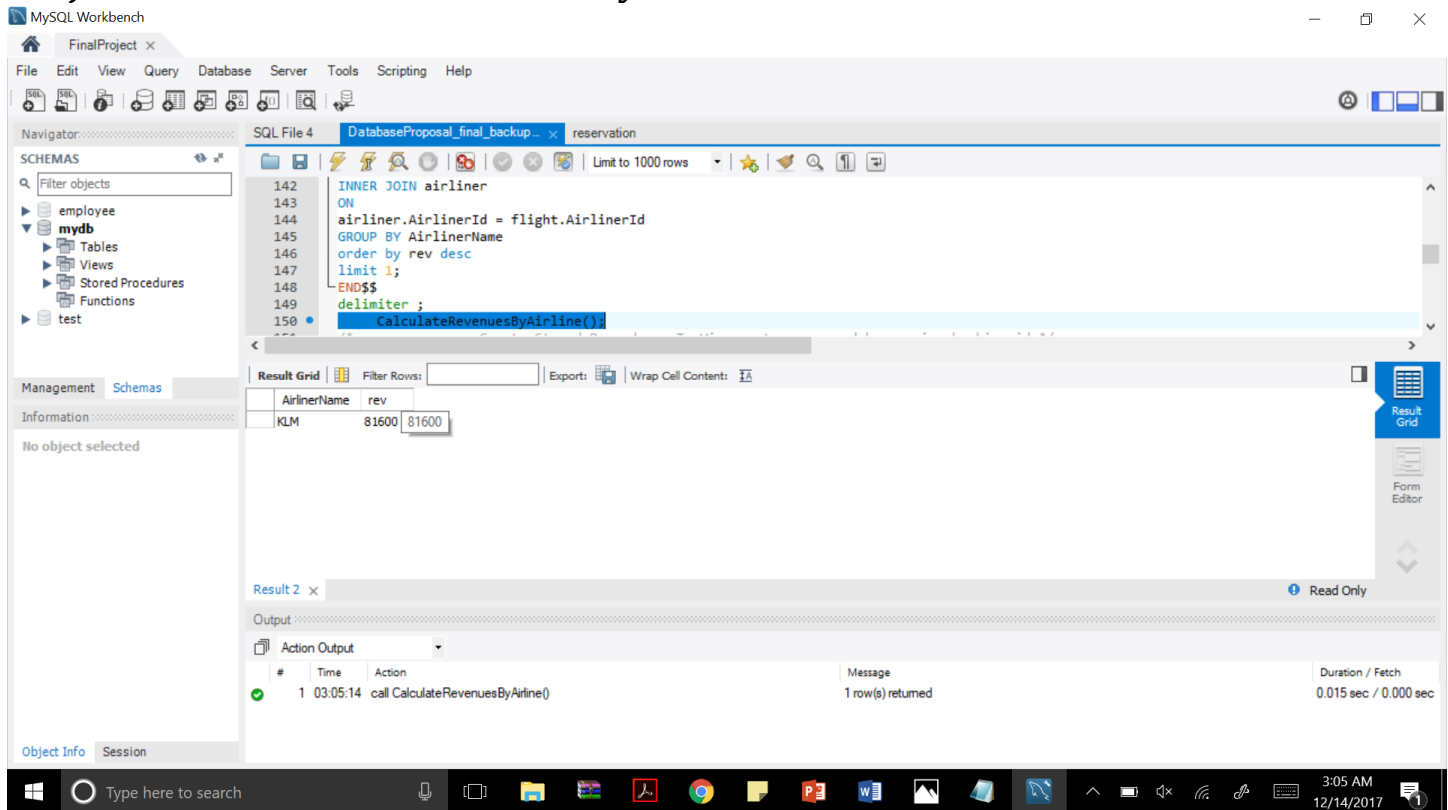 MySQL Workbench
FinalProject
File Edit View Query Database Server Tools Scripting Help
Navigator
SCHEMAS
Filter objects
employee
mydb
Tables
Views
Stored Procedures
Functions
test
Management Schemas
Information
No object selected
Object Info Session
SQL File 4 DatabaseProposal_final_backup... reservation
Limit to 1000 rows
142 INNER JOIN airliner
143 ON
144 airliner.AirlinerId = flight.AirlinerId
145 GROUP BY AirlinerName
146 order by rev desc
147 limit 1;
148 END$$
149 delimiter ;
150 CalculateRevenuesByAirline();
Result Grid Filter Rows: Export: Wrap Cell Content:
AirlinerName rev
KLM 81600 81600
Result Grid
Form Editor
Result 2 Read Only
Output
Action Output
# Time Action Message Duration / Fetch
1 03:05:14 call CalculateRevenuesByAirline() 1 row(s) returned 0.015 sec / 0.000 sec
Type here to search
3:05 AM
12/14/2017
1